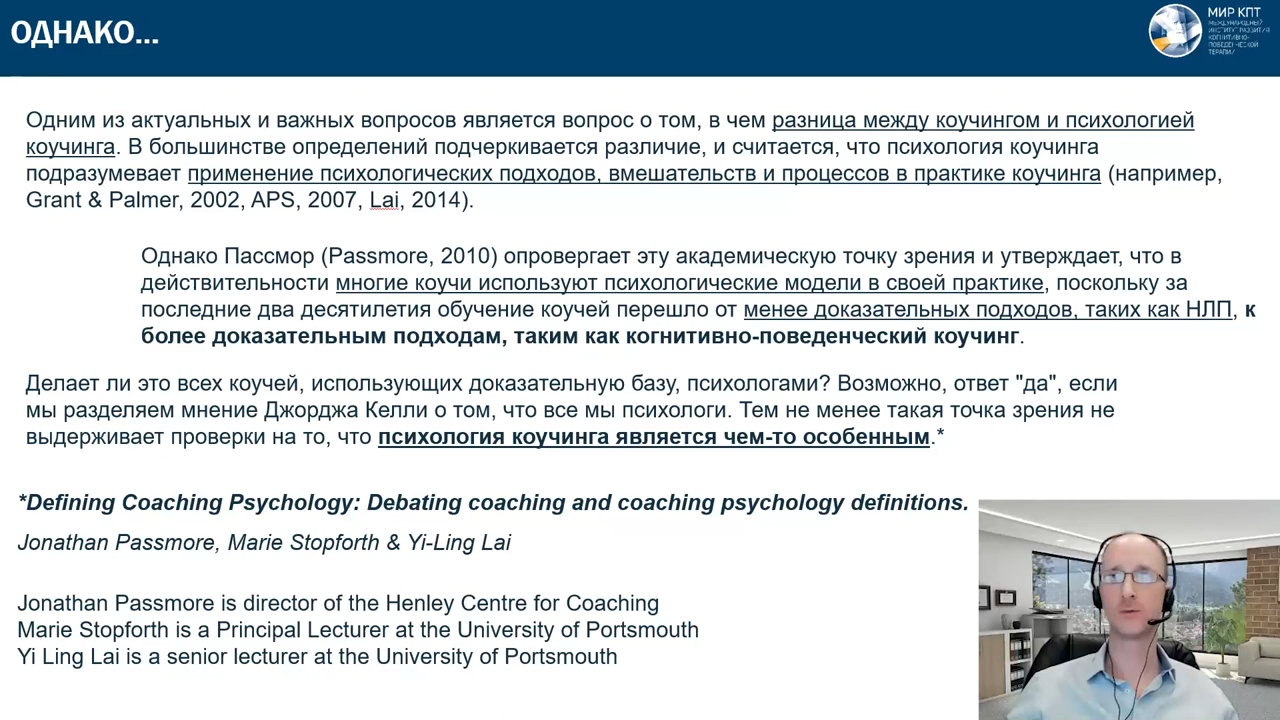 ОДНАКО...
МИР КПТ
МЕЖДУНАРОДНЫЙ
ИНСТИТУТ РАЗВИТИЯ
КОГНИТИВНО-
ПОВЕДЕНЧЕСКОЙ
ТЕРАПИИ
Одним из актуальных и важных вопросов является вопрос о том, в чем разница между коучингом и психологией
коучинга. В большинстве определений подчеркивается различие, и считается, что психология коучинга
подразумевает применение психологических подходов, вмешательств и процессов в практике коучинга (например,
Grant & Palmer, 2002, APS, 2007, Lai, 2014).
Однако Пассмор (Passmore, 2010) опровергает эту академическую точку зрения и утверждает, что в
действительности многие коучи используют психологические модели в своей практике, поскольку за
последние два десятилетия обучение коучей перешло от менее доказательных подходов, таких как НЛП, к
более доказательным подходам, таким как когнитивно-поведенческий коучинг.
Делает ли это всех коучей, использующих доказательную базу, психологами? Возможно, ответ "да", если
мы разделяем мнение Джорджа Келли о том, что все мы психологи. Тем не менее такая точка зрения не
выдерживает проверки на то, что психология коучинга является чем-то особенным.*
*Defining Coaching Psychology: Debating coaching and coaching psychology definitions.
Jonathan Passmore, Marie Stopforth & Yi-Ling Lai
Jonathan Passmore is director of the Henley Centre for Coaching
Marie Stopforth is a Principal Lecturer at the University of Portsmouth
Yi Ling Lai is a senior lecturer at the University of Portsmouth